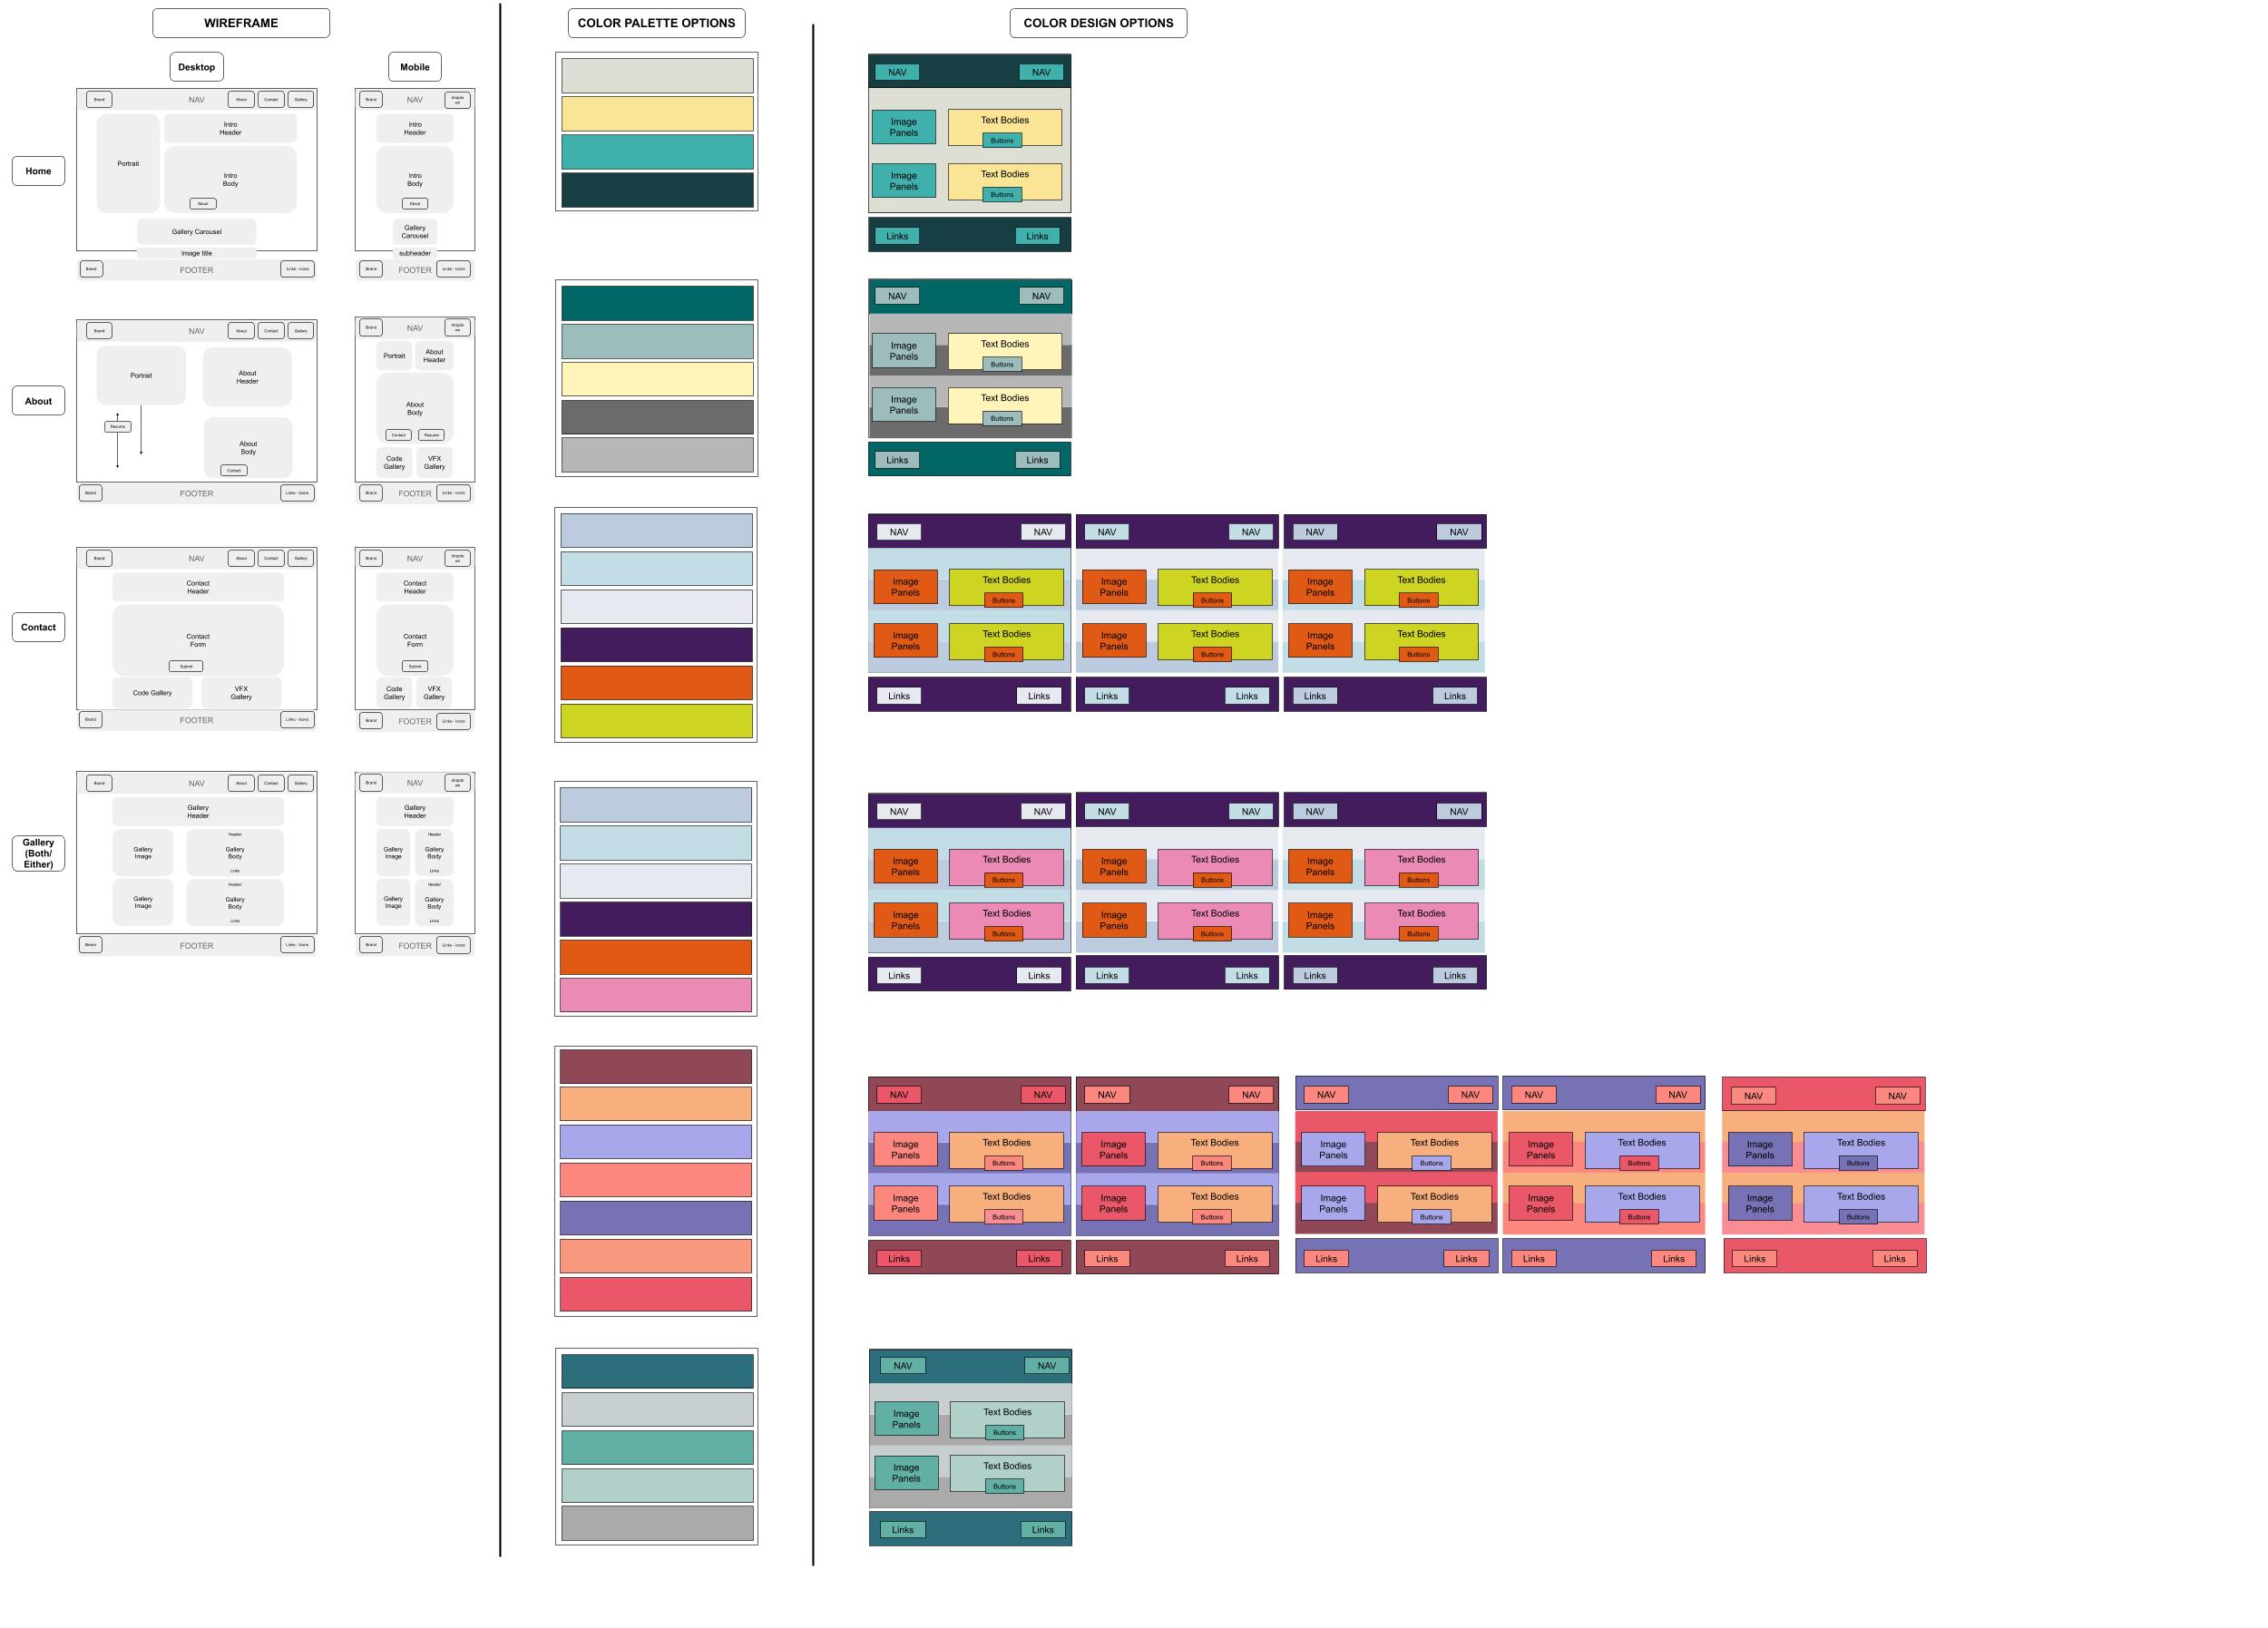 WIREFRAME
COLOR PALETTE OPTIONS
COLOR DESIGN OPTIONS
Desktop
Mobile
Home
Brand
NAV
About
Contact
Gallery
Portrait
Intro
Header
Intro
Body
About
Gallery Carousel
Image title
Brand
FOOTER
Links - Icons
Brand
NAV
dropdo
wn
Intro
Header
Intro
Body
About
Gallery
Carousel
subheader
Brand
FOOTER
Links - Icons
About
Brand
NAV
About
Contact
Gallery
Portrait
About
Header
Resume
About
Body
Contact
Brand
FOOTER
Links - Icons
Brand
NAV
dropdo
wn
Portrait
About
Header
About
Body
Contact
Resume
Code
Gallery
VFX
Gallery
Brand
FOOTER
Links - Icons
Contact
Brand
NAV
About
Contact
Gallery
Contact
Header
Contact
Form
Submit
Code Gallery
VFX
Gallery
Brand
FOOTER
Links - Icons
Brand
NAV
dropdo
wn
Contact
Header
Contact
Form
Submit
Code
Gallery
VFX
Gallery
Brand
FOOTER
Links - Icons
Gallery
(Both/
Either)
Brand
NAV
About
Contact
Gallery
Gallery
Header
Gallery
Image
Header
Gallery
Body
Links
Gallery
Image
Header
Gallery
Body
Links
Brand
FOOTER
Links - Icons
Brand
NAV
dropdo
wn
Gallery
Header
Gallery
Image
Header
Gallery
Body
Links
Gallery
Image
Header
Gallery
Body
Links
Brand
FOOTER
Links - Icons
NAV
NAV
Image
Panels
Text Bodies
Buttons
Image
Panels
Text Bodies
Buttons
Links
Links
NAV
NAV
Image
Panels
Text Bodies
Buttons
Image
Panels
Text Bodies
Buttons
Links
Links
NAV
NAV
Image
Panels
Text Bodies
Buttons
Image
Panels
Text Bodies
Buttons
Links
Links
NAV
NAV
Image
Panels
Text Bodies
Buttons
Image
Panels
Text Bodies
Buttons
Links
Links
NAV
NAV
Image
Panels
Text Bodies
Buttons
Image
Panels
Text Bodies
Buttons
Links
Links
NAV
NAV
Image
Panels
Text Bodies
Buttons
Image
Panels
Text Bodies
Buttons
Links
Links
NAV
NAV
Image
Panels
Text Bodies
Buttons
Image
Panels
Text Bodies
Buttons
Links
Links
NAV
NAV
Image
Panels
Text Bodies
Buttons
Image
Panels
Text Bodies
Buttons
Links
Links
NAV
NAV
Image
Panels
Text Bodies
Buttons
Image
Panels
Text Bodies
Buttons
Links
Links
NAV
NAV
Image
Panels
Text Bodies
Buttons
Image
Panels
Text Bodies
Buttons
Links
Links
NAV
NAV
Image
Panels
Text Bodies
Buttons
Image
Panels
Text Bodies
Buttons
Links
Links
NAV
NAV
Image
Panels
Text Bodies
Buttons
Image
Panels
Text Bodies
Buttons
Links
Links
NAV
NAV
Image
Panels
Text Bodies
Buttons
Image
Panels
Text Bodies
Buttons
Links
Links
NAV
NAV
Image
Panels
Text Bodies
Buttons
Image
Panels
Text Bodies
Buttons
Links
Links